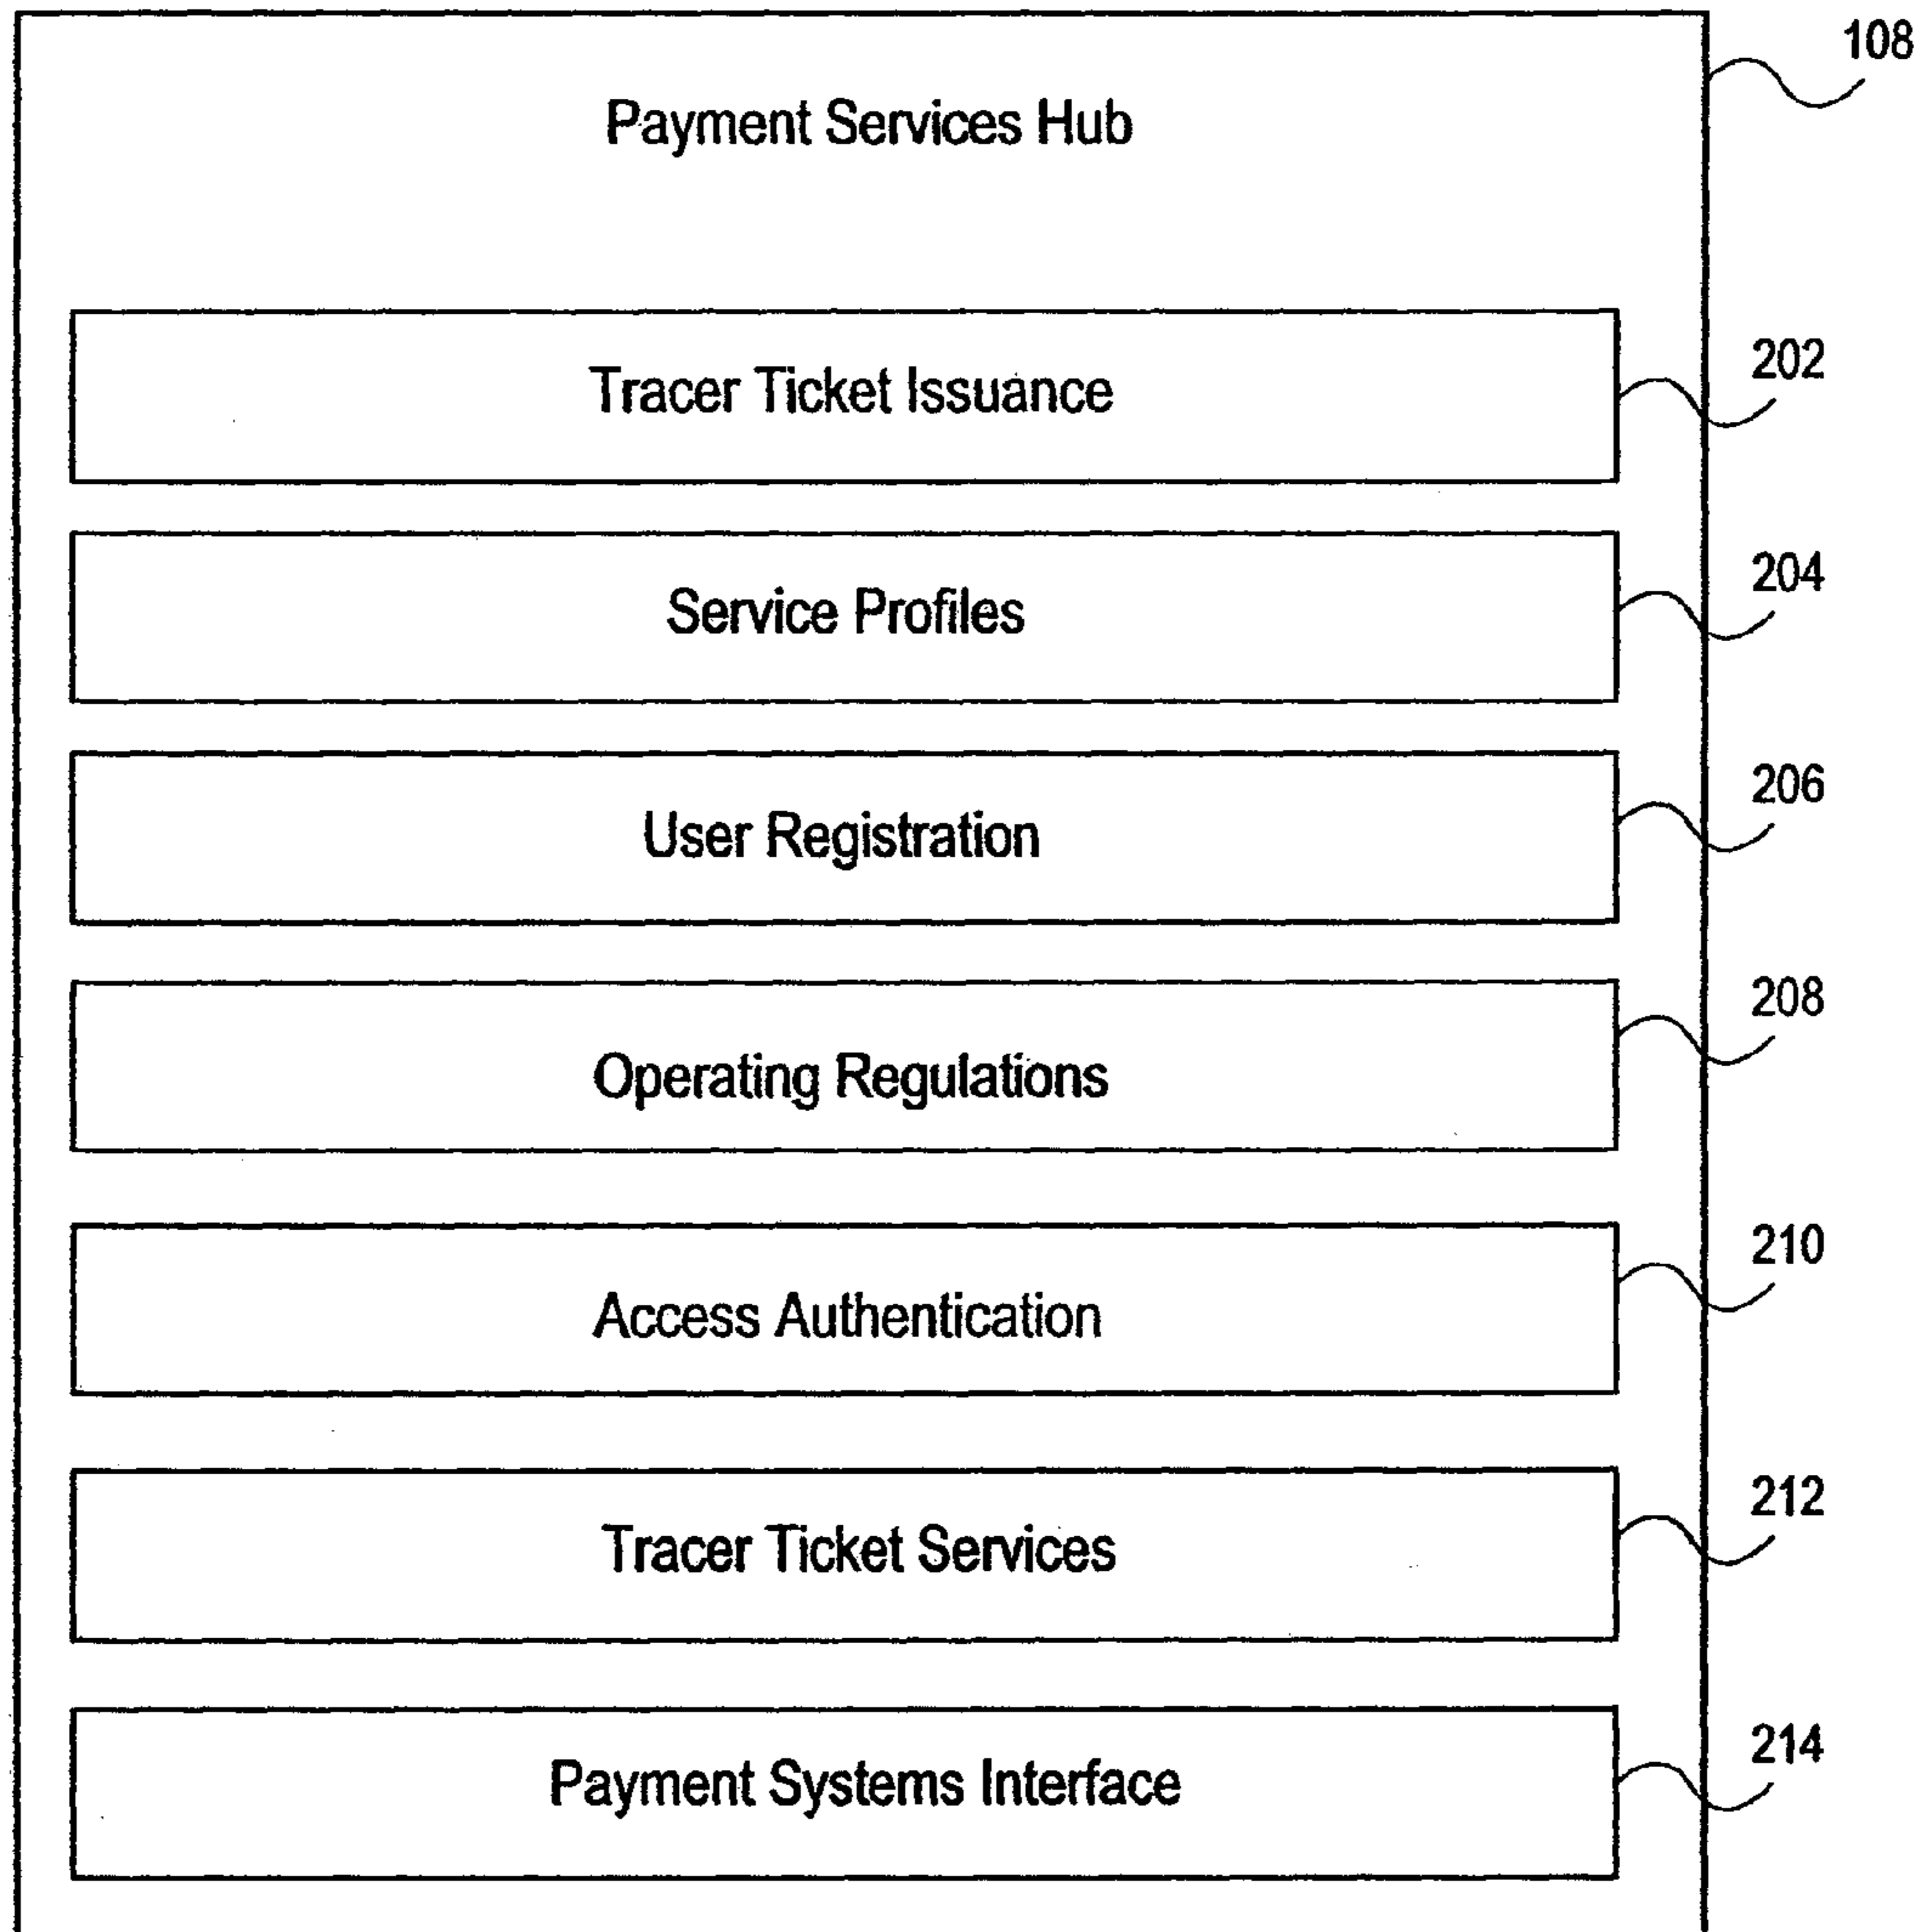 108
Payment Services Hub
Tracer Ticket Issuance
202
Service Profiles
204
User Registration
206
Operating Regulations
208
Access Authentication
210
Tracer Ticket Services
212
Payment Systems Interface
214